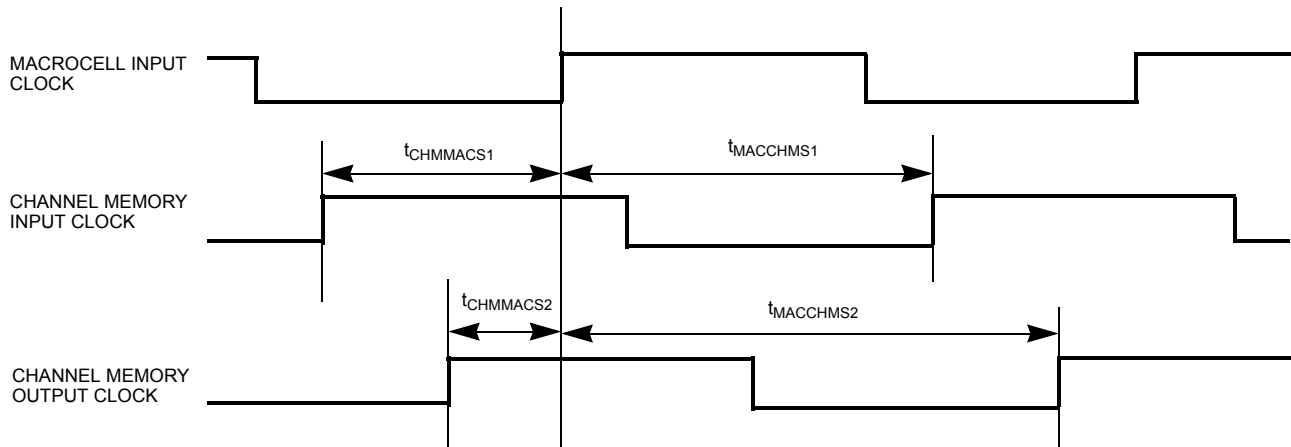 MACROCELL INPUT
CLOCK
tCHMMACS1
tMACCHMS1
CHANNEL MEMORY
INPUT CLOCK
tCHMMACS2
tMACCHMS2
CHANNEL MEMORY
OUTPUT CLOCK